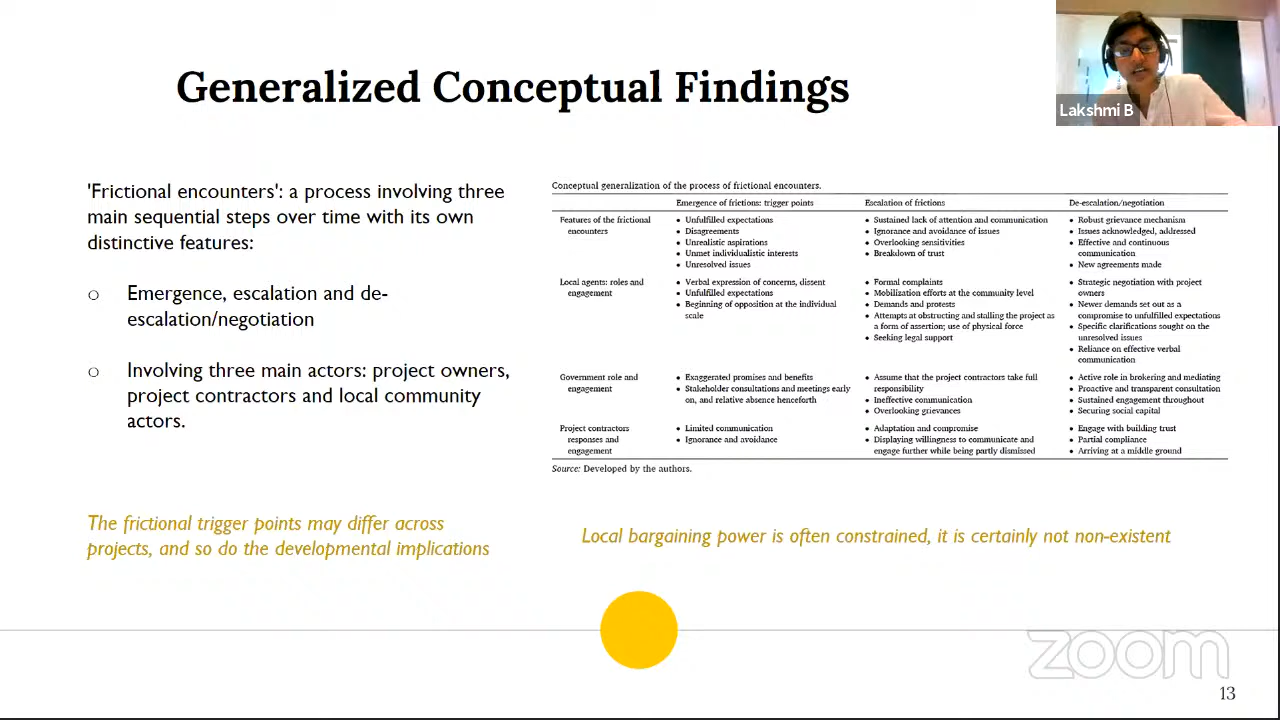 Generalized Conceptual Findings
Lakshmi B
'Frictional encounters': a process involving three
main sequential steps over time with its own
distinctive features:
o Emergence, escalation and de-
escalation/negotiation
o Involving three main actors: project owners,
project contractors and local community
actors.
The frictional trigger points may differ across
projects, and so do the developmental implications
Conceptual generalization of the process of frictional encounters.
Emergence of frictions: trigger points
Escalation of frictions
De-escalation/negotiation
Features of the frictional
encounters
• Unfulfilled expectations
• Disagreements
• Unrealistic aspirations
• Unmet individualistic interests
• Unresolved issues
• Sustained lack of attention and communication
• Ignorance and avoidance of issues
• Overlooking sensitivities
• Breakdown of trust
• Robust grievance mechanism
• Issues acknowledged, addressed
• Effective and continuous
communication
• New agreements made
Local agents: roles and
engagement
• Verbal expression of concerns, dissent
• Unfulfilled expectations
• Beginning of opposition at the individual
scale
• Formal complaints
• Mobilization efforts at the community level
• Demands and protests
• Attempts at obstructing and stalling the project as
a form of assertion; use of physical force
• Seeking legal support
• Strategic negotiation with project
owners
• Newer demands set out as a
compromise to unfulfilled expectations
• Specific clarifications sought on the
unresolved issues
• Reliance on effective verbal
communication
Government role and
engagement
• Exaggerated promises and benefits
• Stakeholder consultations and meetings early
on, and relative absence henceforth
• Assume that the project contractors take full
responsibility
• Ineffective communication
• Overlooking grievances
• Active role in brokering and mediating
• Proactive and transparent consultation
• Sustained engagement throughout
• Securing social capital
Project contractors
responses and
engagement
• Limited communication
• Ignorance and avoidance
• Adaptation and compromise
• Displaying willingness to communicate and
engage further while being partly dismissed
• Engage with building trust
• Partial compliance
• Arriving at a middle ground
Source: Developed by the authors.
Local bargaining power is often constrained, it is certainly not non-existent
zoom
13